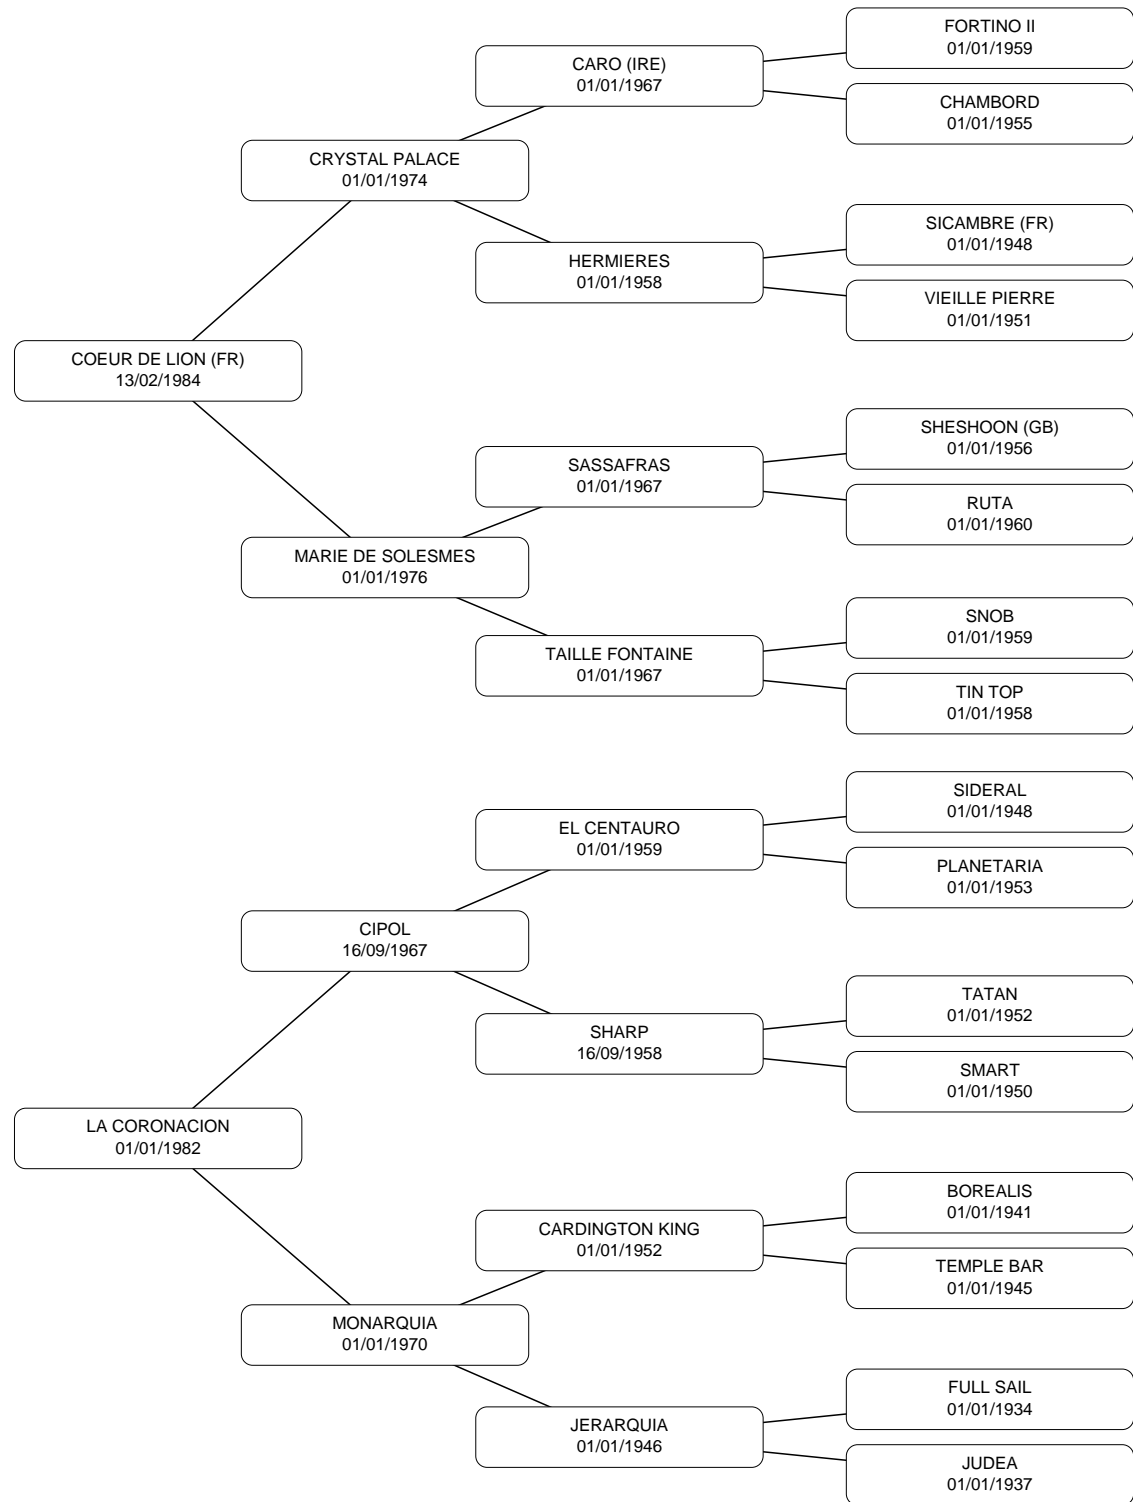 FORTINO II
01/01/1959
CARO (IRE)
01/01/1967
CHAMBORD
01/01/1955
CRYSTAL PALACE
01/01/1974
SICAMBRE (FR)
01/01/1948
HERMIERES
01/01/1958
VIEILLE PIERRE
01/01/1951
COEUR DE LION (FR)
13/02/1984
SHESHOON (GB)
01/01/1956
SASSAFRAS
01/01/1967
RUTA
01/01/1960
MARIE DE SOLESMES
01/01/1976
SNOB
01/01/1959
TAILLE FONTAINE
01/01/1967
TIN TOP
01/01/1958
SIDERAL
01/01/1948
EL CENTAURO
01/01/1959
PLANETARIA
01/01/1953
CIPOL
16/09/1967
TATAN
01/01/1952
SHARP
16/09/1958
SMART
01/01/1950
LA CORONACION
01/01/1982
BOREALIS
01/01/1941
CARDINGTON KING
01/01/1952
TEMPLE BAR
01/01/1945
MONARQUIA
01/01/1970
FULL SAIL
01/01/1934
JERARQUIA
01/01/1946
JUDEA
01/01/1937